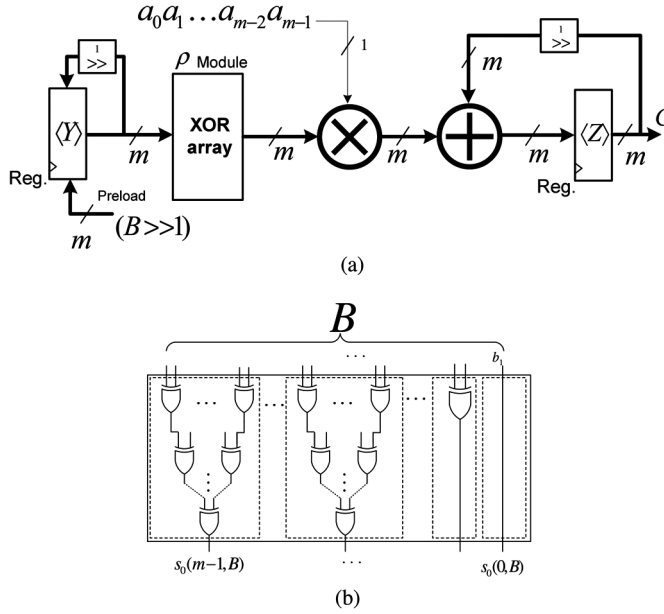 a₀a₁…aₘ₋₂aₘ₋₁
1
1
>>
1
>>
ρ Module
m
⟨Y⟩
XOR
array
⟨Z⟩
C
m
m
m
m
m
Reg.
Reg.
Preload
m
(B>>1)
(a)
B
...
b₁
... ... ... ... ...
s₀(m−1,B)
...
s₀(0,B)
(b)